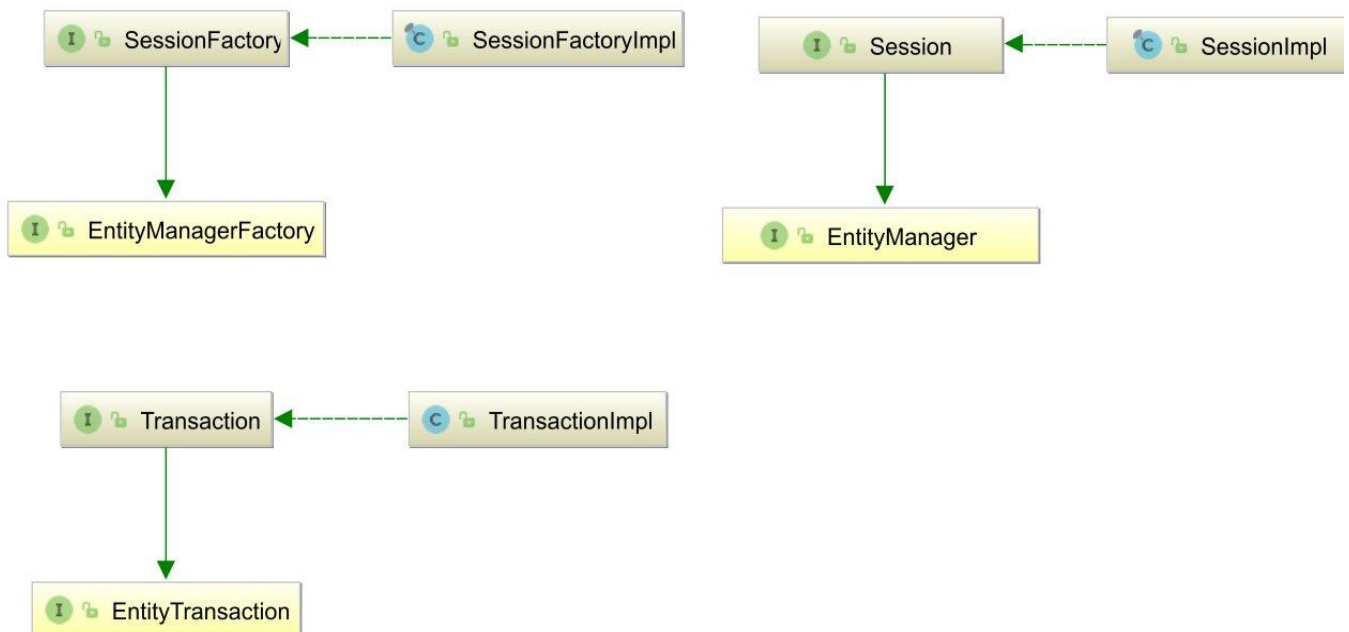 I SessionFactory
C SessionFactoryImpl
I Session
C SessionImpl
I EntityManagerFactory
I EntityManager
I Transaction
C TransactionImpl
I EntityTransaction